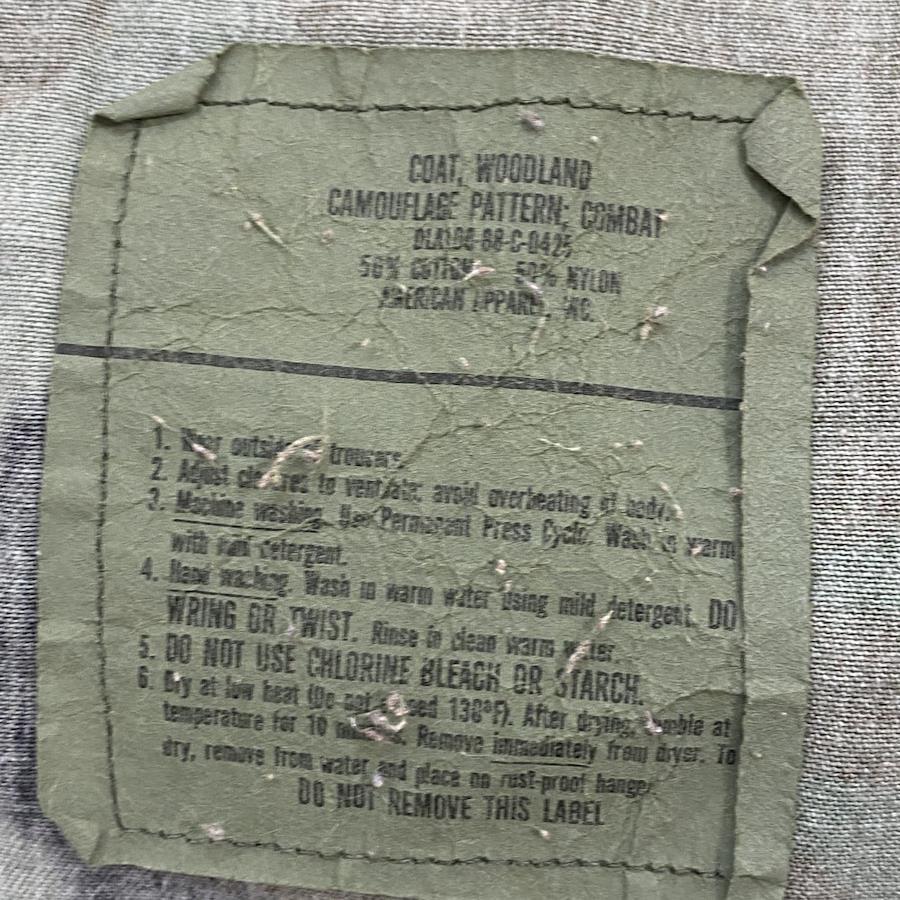 COAT, WOODLAND
CAMOUFLAGE PATTERN; COMBAT
DLA100-88-C-0425
50% COTTON 50% NYLON
AMERICAN APPAREL, INC.
1. Wear outside of trousers.
2. Adjust closures to ventilate: avoid overheating of body.
3. Machine washing. Use Permanent Press Cycle. Wash in warm
with mild detergent.
4. Hand washing. Wash in warm water using mild detergent. DO
WRING OR TWIST. Rinse in clean warm water.
5. DO NOT USE CHLORINE BLEACH OR STARCH.
6. Dry at low heat (Do not exceed 130°F). After drying, tumble at
temperature for 10 minutes. Remove immediately from dryer. To
dry, remove from water and place on rust-proof hanger.
DO NOT REMOVE THIS LABEL